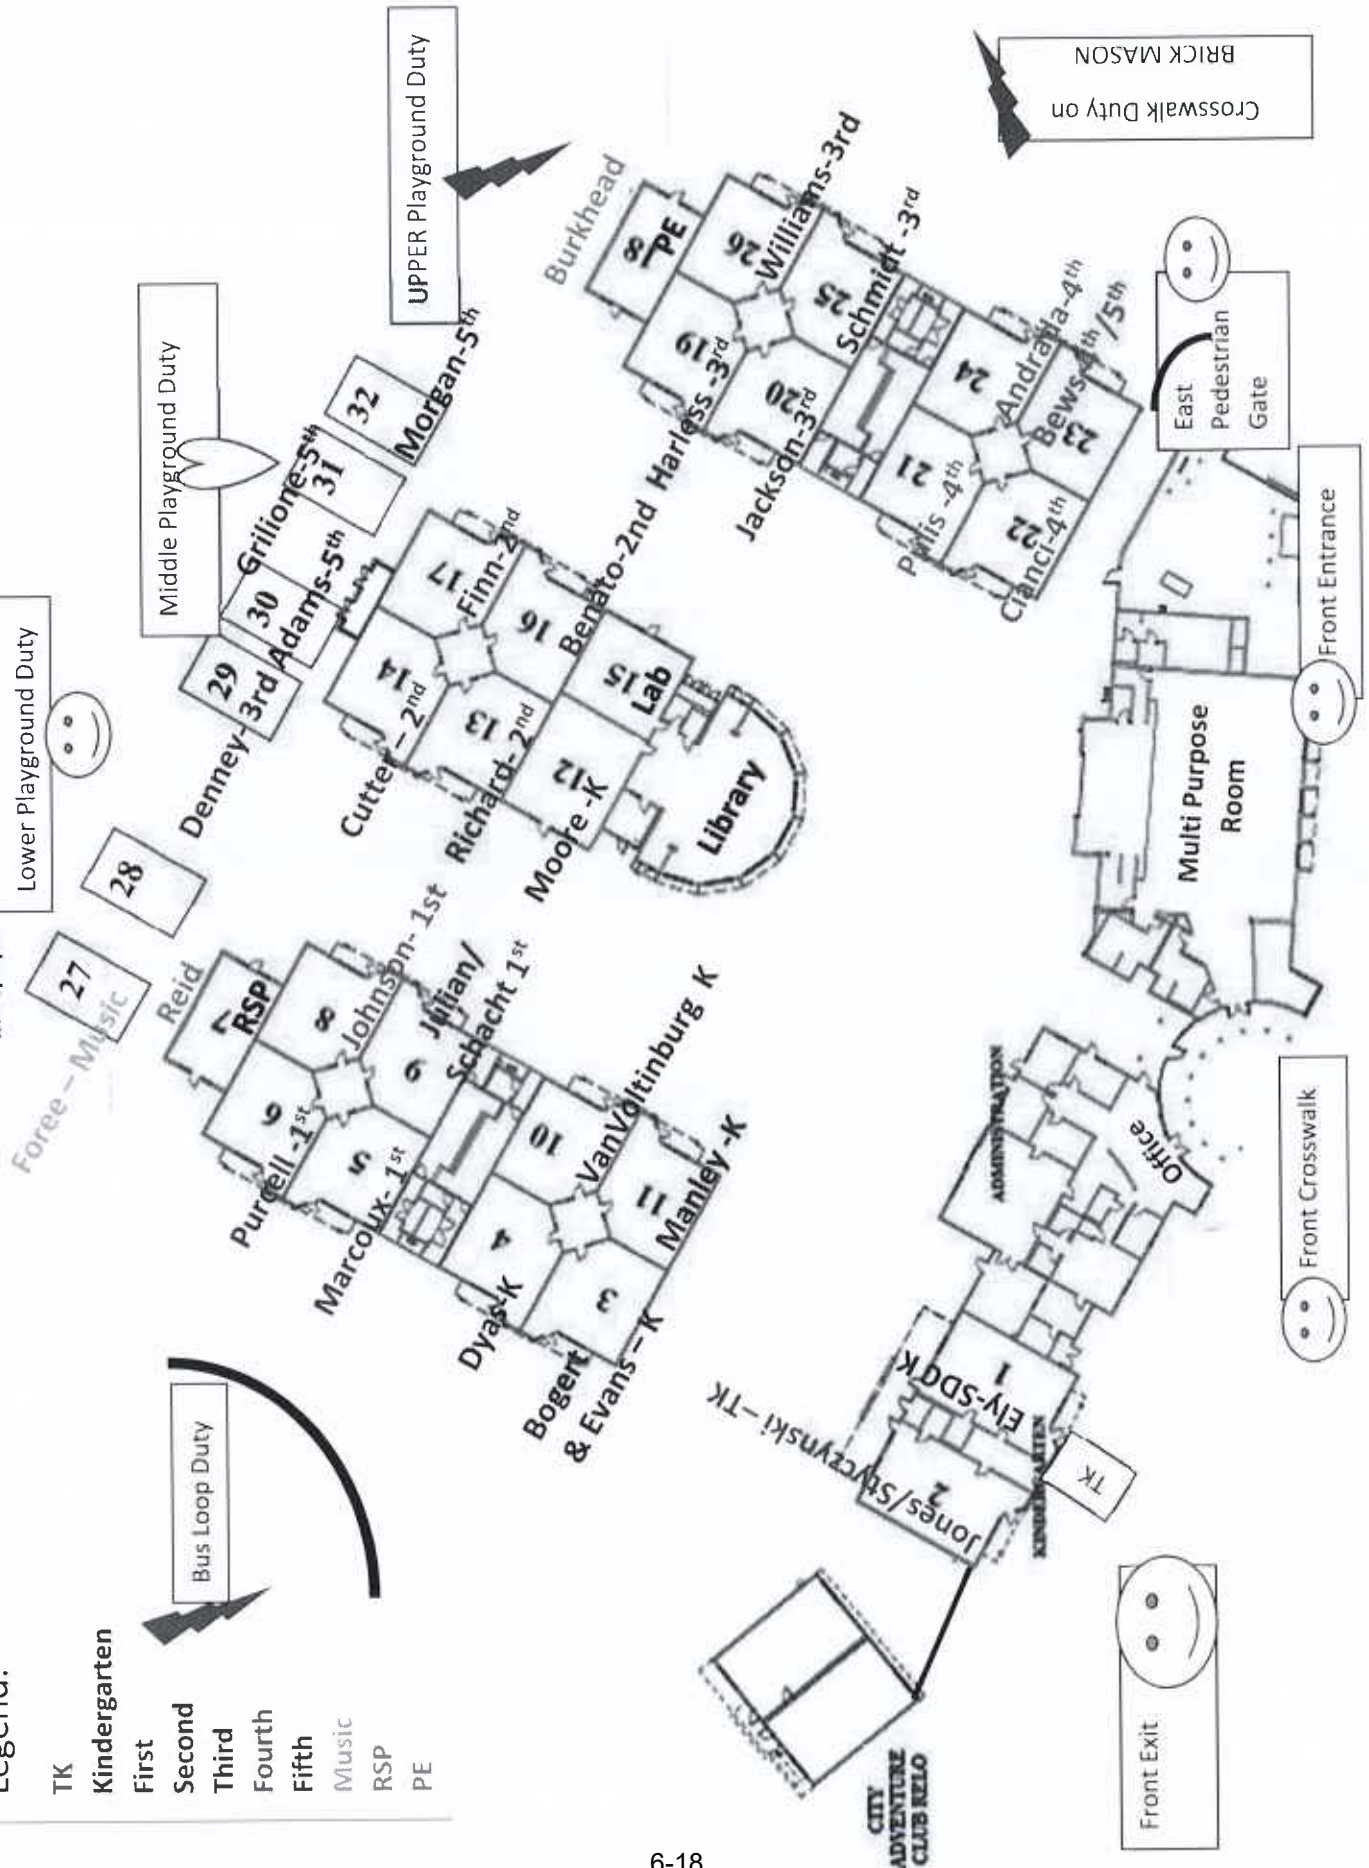 Legend:
TK
Kindergarten
First
Second
Third
Fourth
Fifth
Music
RSP
PE
Bus Loop Duty
Lower Playground Duty
Middle Playground Duty
UPPER Playground Duty
Crosswalk Duty on
BRICK MASON
27
Foree – Music
28
29
Denney- 3rd
30
Adams-5th
31
Grilione-5th
32
Morgan-5th
Reid
7
RSP
8
Johnson- 1st
6
Purcell -1st
9
Julian/
Schacht 1st
5
Marcoux- 1st
10
VanVoltinburg K
4
Dyas-K
11
Manley -K
3
Bogert
& Evans – K
17
Finn-2nd
14
Cutter – 2nd
16
Benato-2nd
13
Richard- 2nd
15
Lab
12
Moore -K
Library
Burkhead
18
PE
26
Williams-3rd
19
Harless -3rd
25
Schmidt -3rd
20
Jackson-3rd
24
Andrada-4th
21
-4th
23
Bews-4th/5th
22
Cianci-4th
East
Pedestrian
Gate
Front Entrance
Multi Purpose
Room
ADMINISTRATION
Office
Front Crosswalk
1
Ely-SDC K
2
Jones/Styczynski –TK
KINDERGARTEN
TK
Front Exit
CITY
ADVENTURE
CLUB RELO
6-18